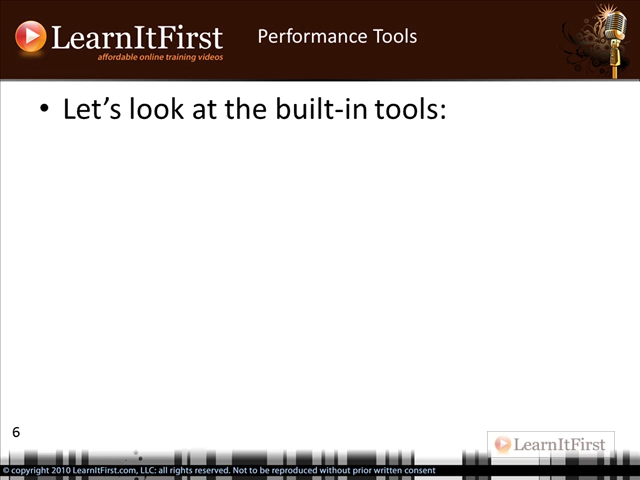 LearnItFirst
affordable online training videos
Performance Tools
• Let’s look at the built-in tools:
6
LearnItFirst
© copyright 2010 LearnItFirst.com, LLC: all rights reserved. Not to be reproduced without prior written consent